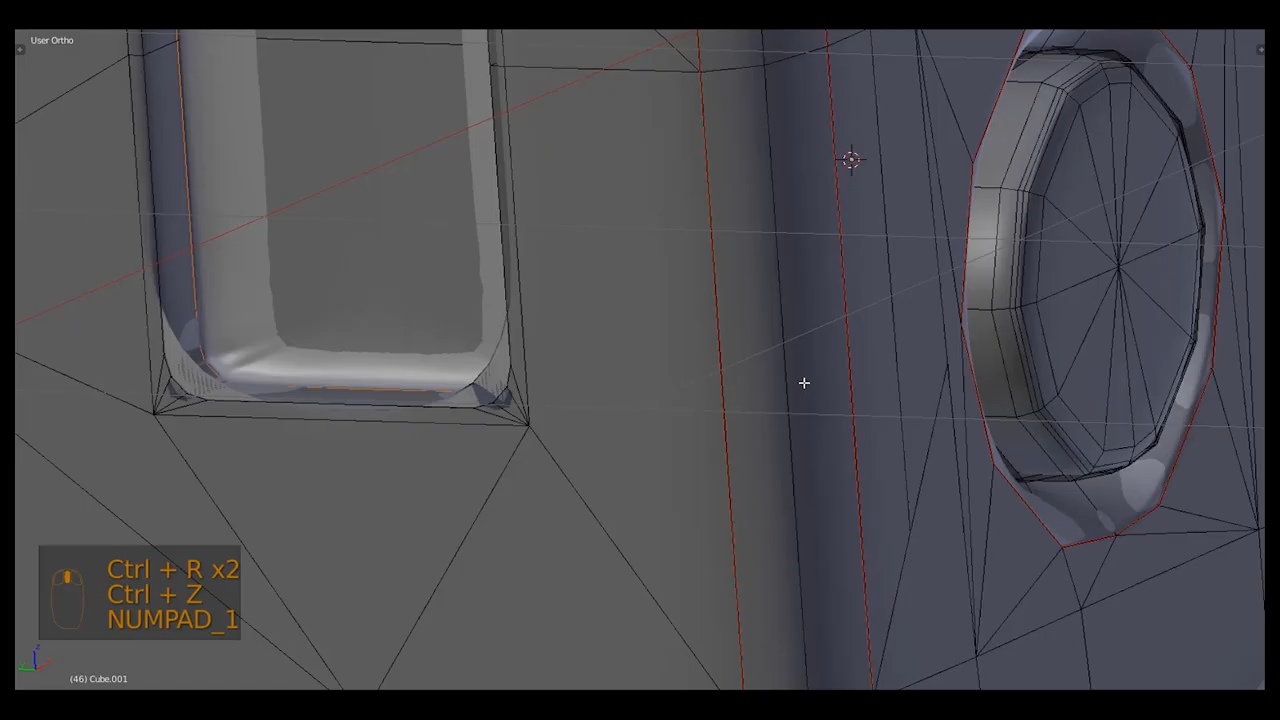 User Ortho
Ctrl + R x2
Ctrl + Z
NUMPAD_1
z
(46) Cube.001